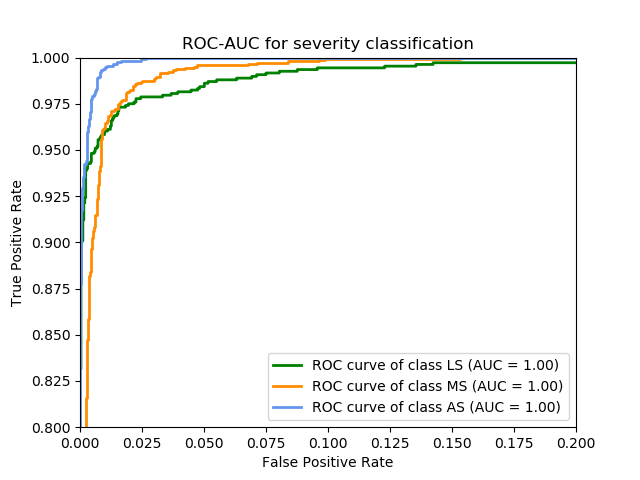 ROC-AUC for severity classification
True Positive Rate
1.000
0.975
0.950
0.925
0.900
0.875
0.850
0.825
0.800
ROC curve of class LS (AUC = 1.00)
ROC curve of class MS (AUC = 1.00)
ROC curve of class AS (AUC = 1.00)
0.000 0.025 0.050 0.075 0.100 0.125 0.150 0.175 0.200
False Positive Rate